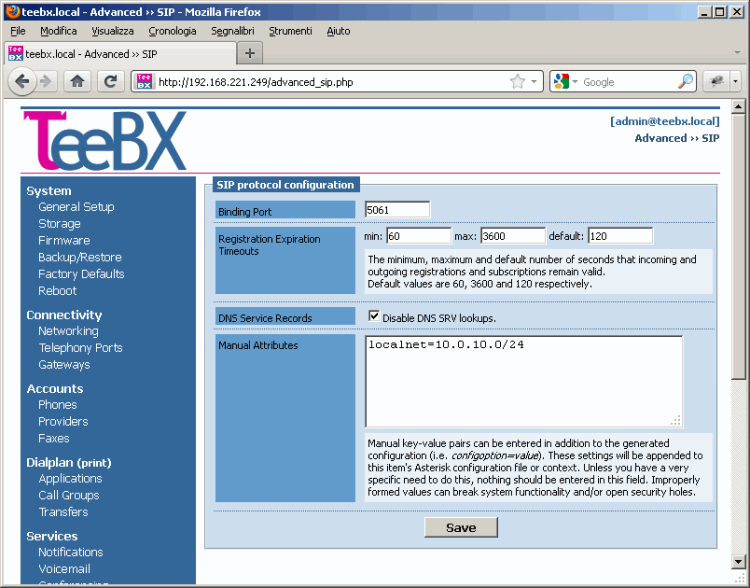 teebx.local - Advanced ›› SIP - Mozilla Firefox
File Modifica Visualizza Cronologia Segnalibri Strumenti Aiuto
Tee BX teebx.local - Advanced ›› SIP
Tee BX http://192.168.221.249/advanced_sip.php Google
TeeBX
[admin@teebx.local]
Advanced ›› SIP
System
General Setup
Storage
Firmware
Backup/Restore
Factory Defaults
Reboot
Connectivity
Networking
Telephony Ports
Gateways
Accounts
Phones
Providers
Faxes
Dialplan (print)
Applications
Call Groups
Transfers
Services
Notifications
Voicemail
Conferencing
SIP protocol configuration
Binding Port 5061
Registration Expiration
Timeouts
min: 60 max: 3600 default: 120
The minimum, maximum and default number of seconds that incoming and
outgoing registrations and subscriptions remain valid.
Default values are 60, 3600 and 120 respectively.
DNS Service Records Disable DNS SRV lookups.
Manual Attributes localnet=10.0.10.0/24
Manual key-value pairs can be entered in addition to the generated
configuration (i.e. configoption=value). These settings will be appended to
this item's Asterisk configuration file or context. Unless you have a very
specific need to do this, nothing should be entered in this field. Improperly
formed values can break system functionality and/or open security holes.
Save